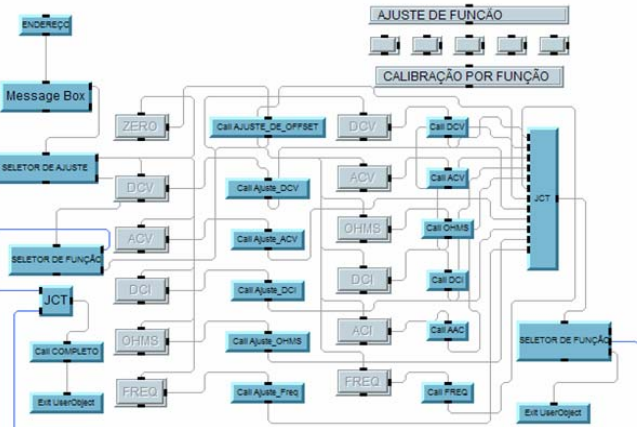 AJUSTE DE FUNCÃO
ENDEREÇO
CALIBRAÇÃO POR FUNÇÃO
Message Box
ZERO
Call AJUSTE_DE_OFFSET
DCV
Call DCV
SELETOR DE AJUSTE
DCV
Call Ajuste_DCV
ACV
Call ACV
JCT
ACV
Call Ajuste_ACV
OHMS
Call OHMS
SELETOR DE FUNÇÃO
DCI
Call Ajuste_DCI
DCI
Call DCI
JCT
OHMS
Call Ajuste_OHMS
ACI
Call AAC
SELETOR DE FUNÇÃO
Call COMPLETO
FREQ
Call Ajuste_Freq
FREQ
Call FREQ
Exit UserObject
Exit UserObject